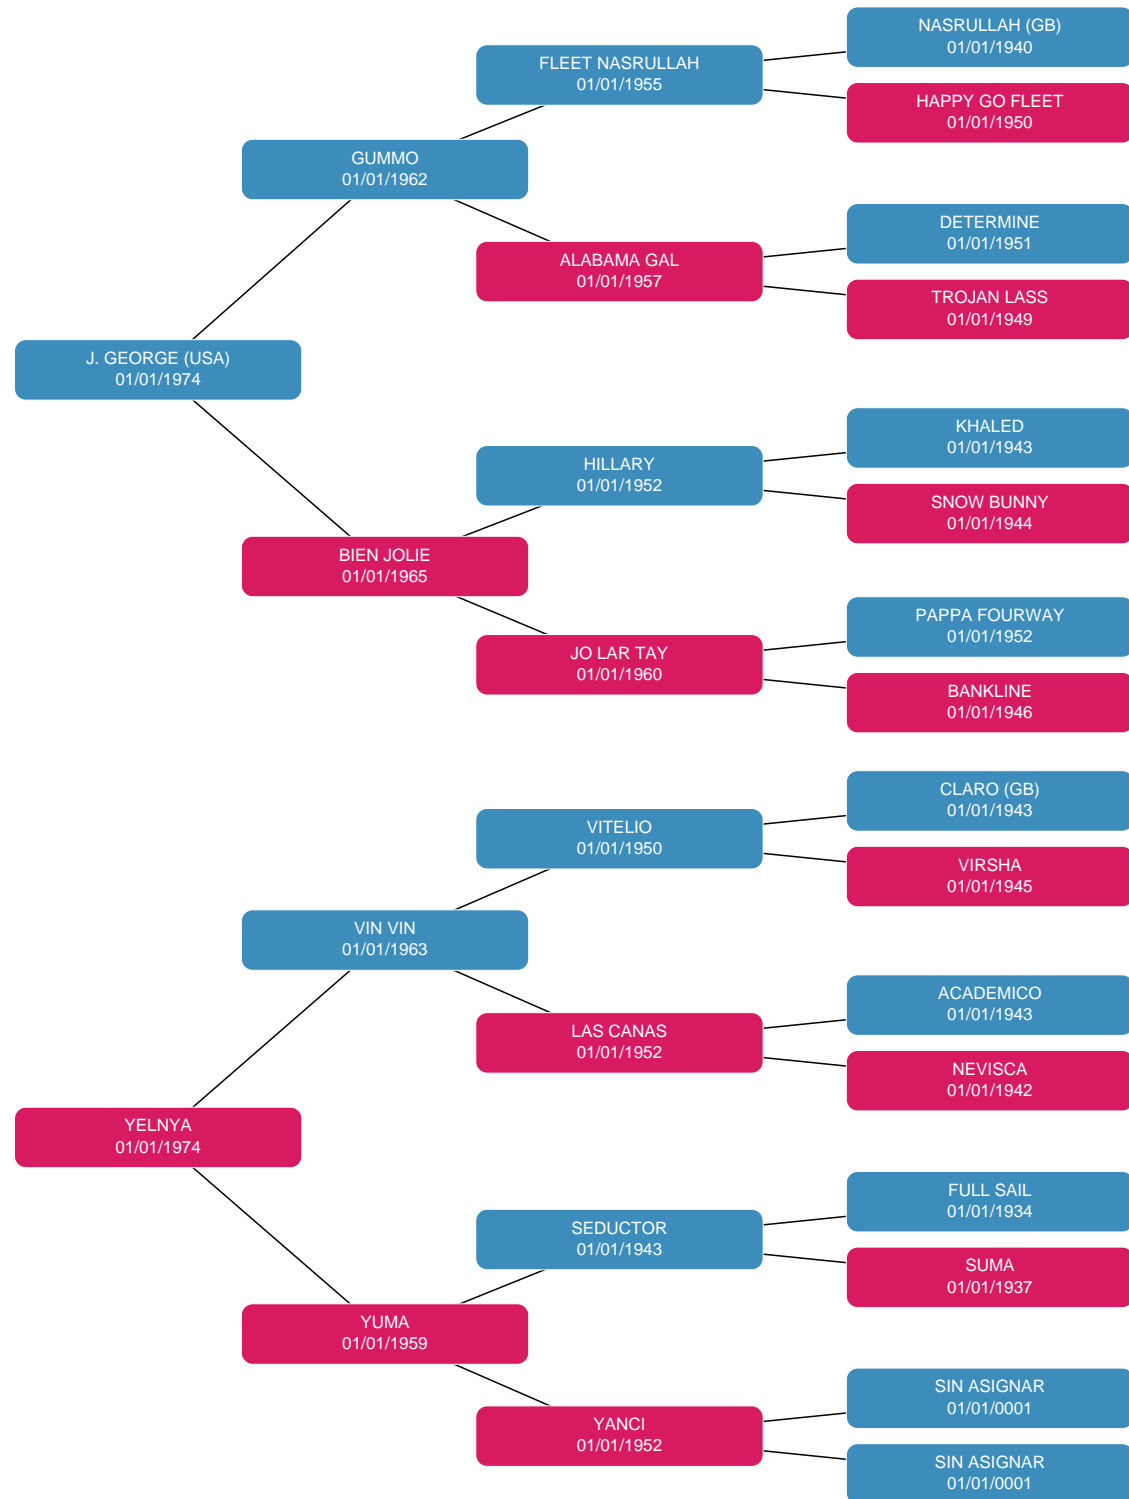 NASRULLAH (GB)
01/01/1940
FLEET NASRULLAH
01/01/1955
HAPPY GO FLEET
01/01/1950
GUMMO
01/01/1962
DETERMINE
01/01/1951
ALABAMA GAL
01/01/1957
TROJAN LASS
01/01/1949
J. GEORGE (USA)
01/01/1974
KHALED
01/01/1943
HILLARY
01/01/1952
SNOW BUNNY
01/01/1944
BIEN JOLIE
01/01/1965
PAPPA FOURWAY
01/01/1952
JO LAR TAY
01/01/1960
BANKLINE
01/01/1946
CLARO (GB)
01/01/1943
VITELIO
01/01/1950
VIRSHA
01/01/1945
VIN VIN
01/01/1963
ACADEMICO
01/01/1943
LAS CANAS
01/01/1952
NEVISCA
01/01/1942
YELNYA
01/01/1974
FULL SAIL
01/01/1934
SEDUCTOR
01/01/1943
SUMA
01/01/1937
YUMA
01/01/1959
SIN ASIGNAR
01/01/0001
YANCI
01/01/1952
SIN ASIGNAR
01/01/0001